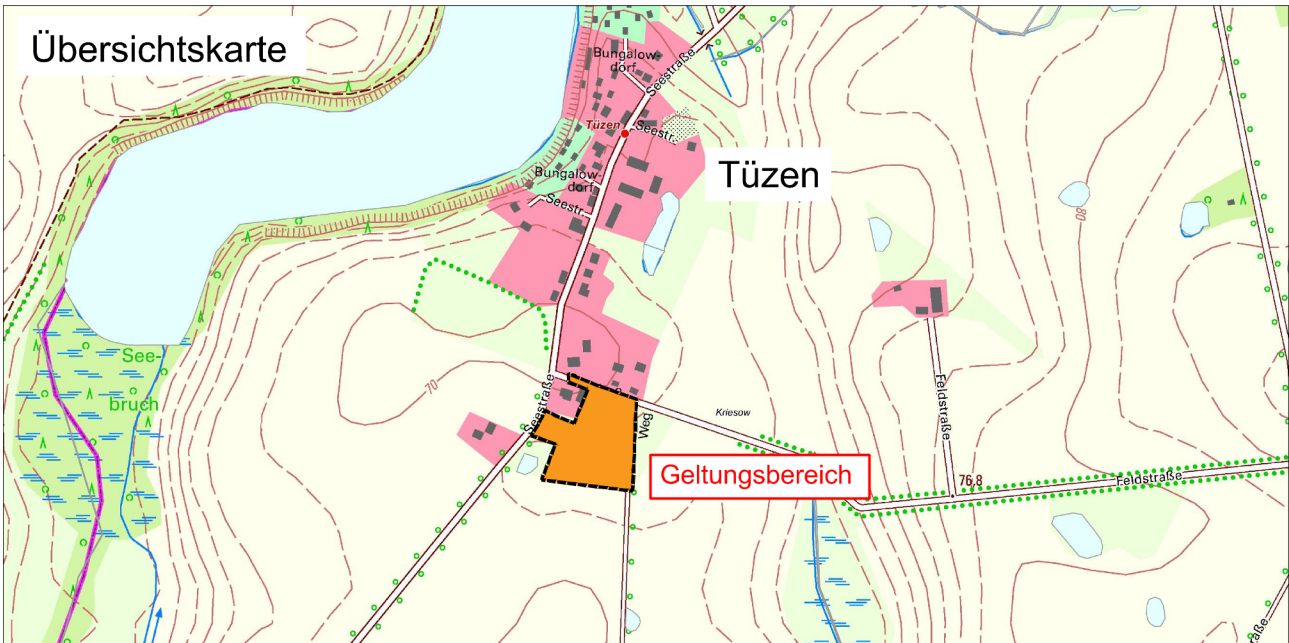 Übersichtskarte
Bungalow-
dorf
Seestraße
Tüzen
Seestr.
Tüzen
Bungalow-
dorf
Seestr.
80
See-
bruch
70
Seestraße
Weg
Kriesow
Feldstraße
Geltungsbereich
76,8
Feldstraße